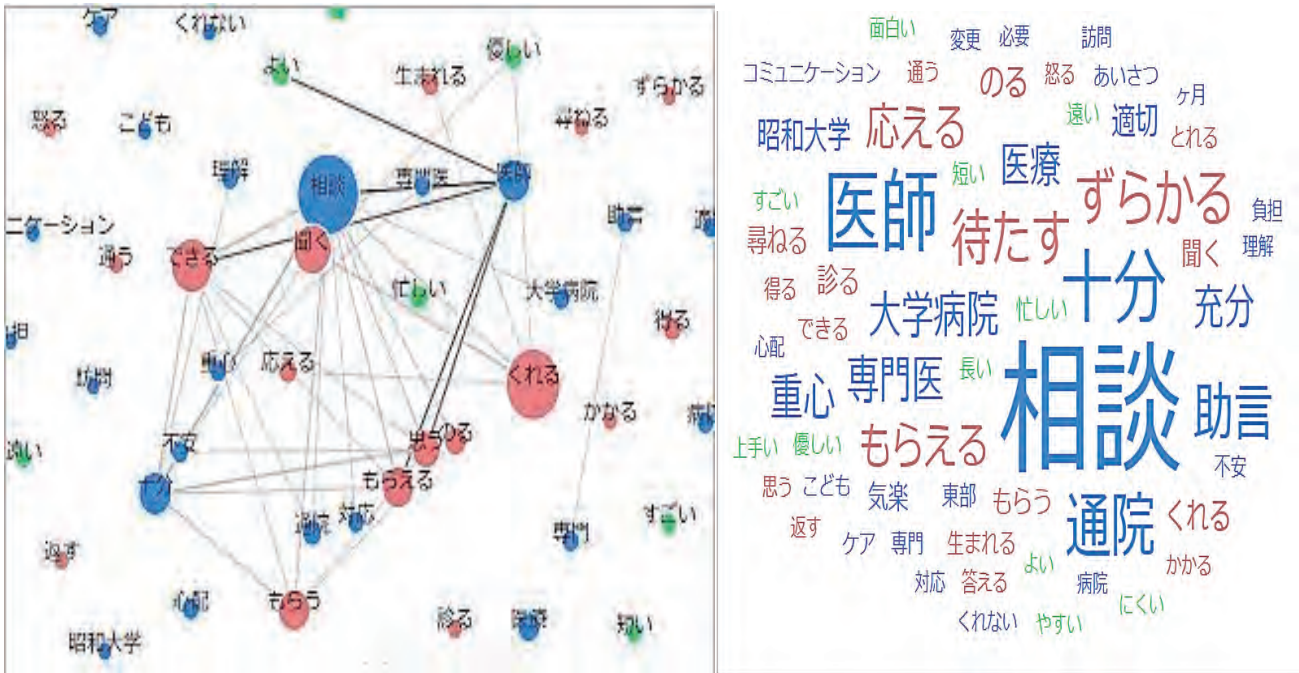 ケア
くれない
よい
優しい
生まれる
ずらかる
怒る
こども
尋ねる
理解
相談
専門医
医師
助言
ニケーション
通う
できる
聞く
忙しい
大学病院
得る
担
訪問
重心
応える
くれる
かなる
病
遠い
不安
思う
のる
もらえる
十分
通院
対応
専門
すごい
返す
心配
もらう
診る
医療
短い
昭和大学
面白い
変更
必要
訪問
コミュニケーション
通う
のる
怒る
あいさつ
ヶ月
昭和大学
応える
遠い
適切
とれる
すごい
医師
短い
医療
ずらかる
負担
尋ねる
待たす
聞く
理解
得る
診る
十分
心配
できる
大学病院
忙しい
充分
重心
専門医
長い
相談
助言
上手い
優しい
もらえる
不安
思う
こども
気楽
東部
もらう
通院
くれる
返す
ケア
専門
生まれる
よい
かかる
対応
答える
病院
にくい
くれない
やすい